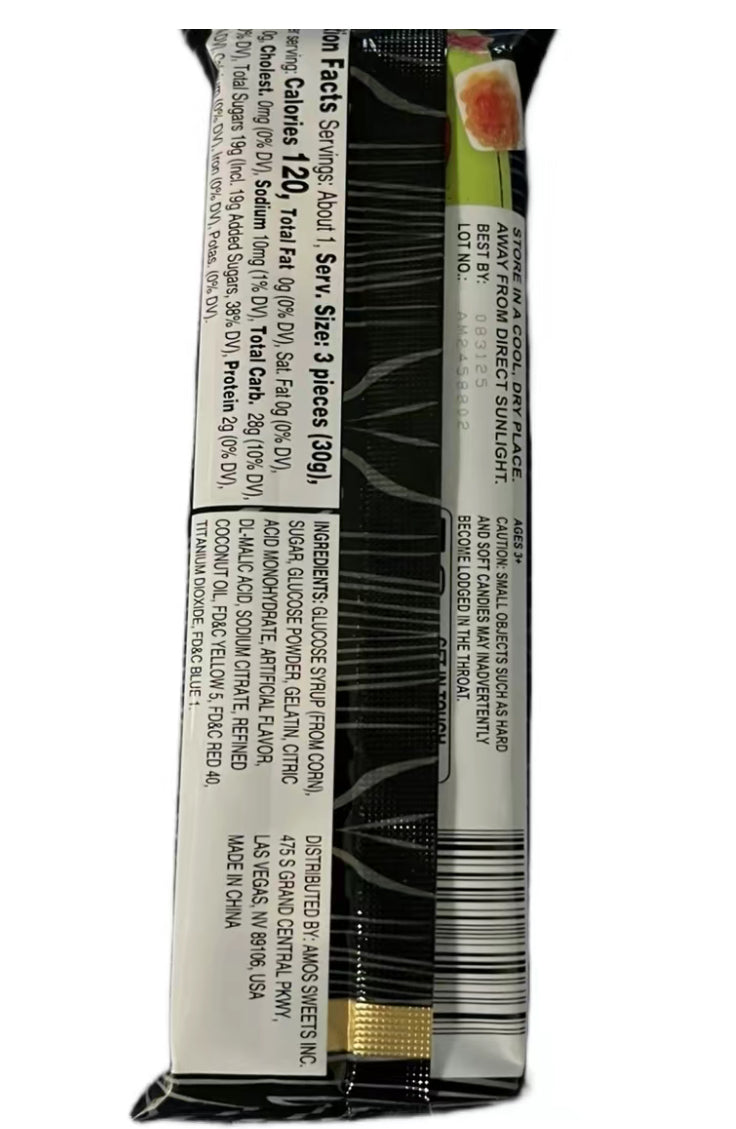 STORE IN A COOL, DRY PLACE.
AWAY FROM DIRECT SUNLIGHT.
BEST BY: 083125
LOT NO.: AM2458802
AGES 3+
CAUTION: SMALL OBJECTS SUCH AS HARD
AND SOFT CANDIES MAY INADVERTENTLY
BECOME LODGED IN THE THROAT.
GET IN TOUCH
ion Facts Servings: About 1, Serv. Size: 3 pieces (30g),
serving: Calories 120, Total Fat 0g (0% DV), Sat. Fat 0g (0% DV),
0g, Cholest. 0mg (0% DV), Sodium 10mg (1% DV), Total Carb. 28g (10% DV),
% DV), Total Sugars 19g (Incl. 19g Added Sugars, 38% DV), Protein 2g (0% DV),
(0% DV), Iron (0% DV), Potas. (0% DV).
INGREDIENTS: GLUCOSE SYRUP (FROM CORN),
SUGAR, GLUCOSE POWDER, GELATIN, CITRIC
ACID MONOHYDRATE, ARTIFICIAL FLAVOR,
DL-MALIC ACID, SODIUM CITRATE, REFINED
COCONUT OIL, FD&C YELLOW 5, FD&C RED 40,
TITANIUM DIOXIDE, FD&C BLUE 1.
DISTRIBUTED BY: AMOS SWEETS INC.
475 S GRAND CENTRAL PKWY,
LAS VEGAS, NV 89106, USA
MADE IN CHINA